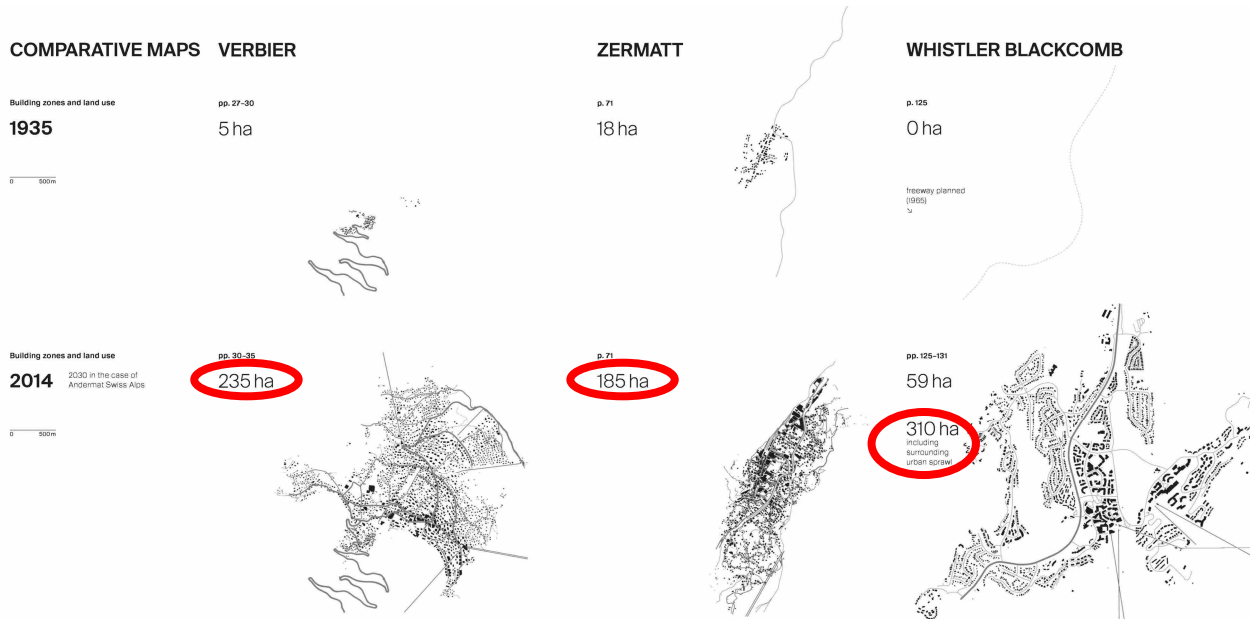 COMPARATIVE MAPS
VERBIER
ZERMATT
WHISTLER BLACKCOMB
Building zones and land use
1935
0 500m
pp. 27–30
5 ha
p. 71
18 ha
p. 125
0 ha
freeway planned
(1965)
↘
Building zones and land use
2014
2030 in the case of
Andermat Swiss Alps
0 500m
pp. 30–35
235 ha
p. 71
185 ha
pp. 125–131
59 ha
310 ha
including
surrounding
urban sprawl